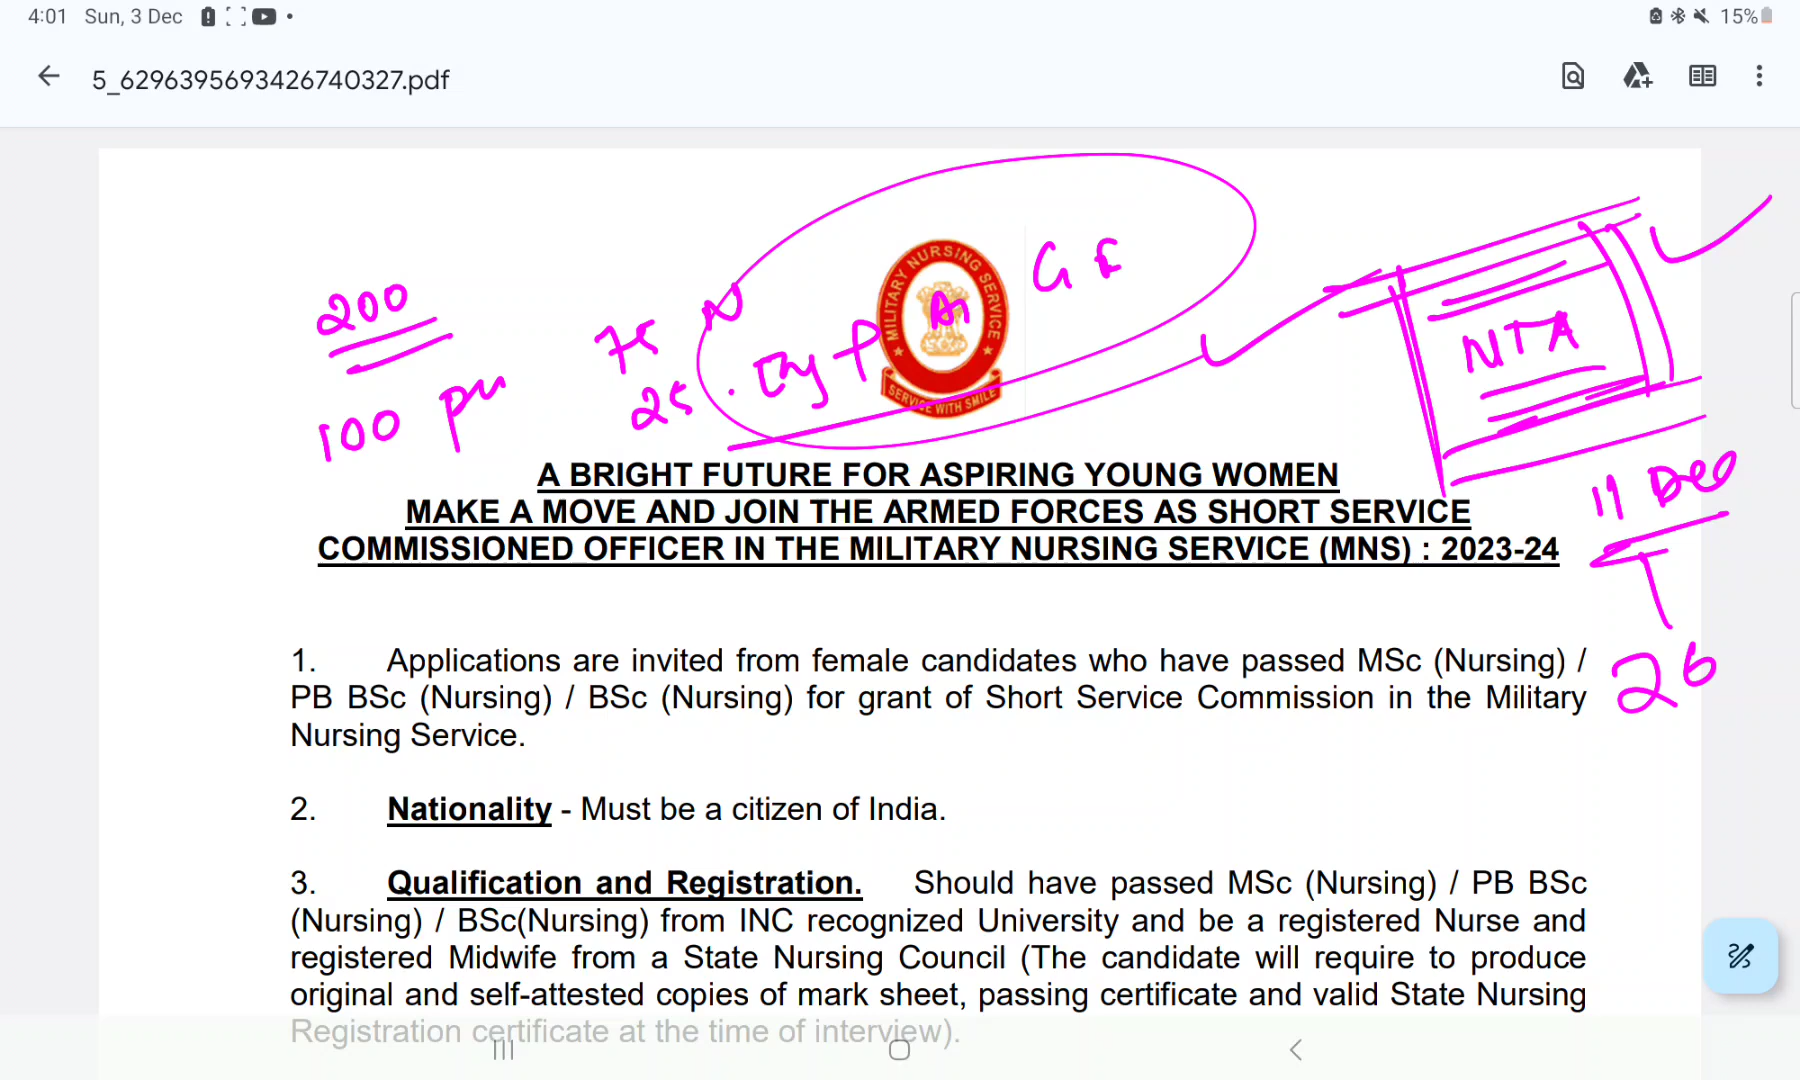 4:01 Sun, 3 Dec
15%
5_6296395693426740327.pdf
MILITARY NURSING SERVICE
SERVICE WITH SMILE
200
100
75 N
25.
G E
NTA
11 Dec
26
A BRIGHT FUTURE FOR ASPIRING YOUNG WOMEN
MAKE A MOVE AND JOIN THE ARMED FORCES AS SHORT SERVICE
COMMISSIONED OFFICER IN THE MILITARY NURSING SERVICE (MNS) : 2023-24
1. Applications are invited from female candidates who have passed MSc (Nursing) /
PB BSc (Nursing) / BSc (Nursing) for grant of Short Service Commission in the Military
Nursing Service.
2. Nationality - Must be a citizen of India.
3. Qualification and Registration. Should have passed MSc (Nursing) / PB BSc
(Nursing) / BSc(Nursing) from INC recognized University and be a registered Nurse and
registered Midwife from a State Nursing Council (The candidate will require to produce
original and self-attested copies of mark sheet, passing certificate and valid State Nursing
Registration certificate at the time of interview).